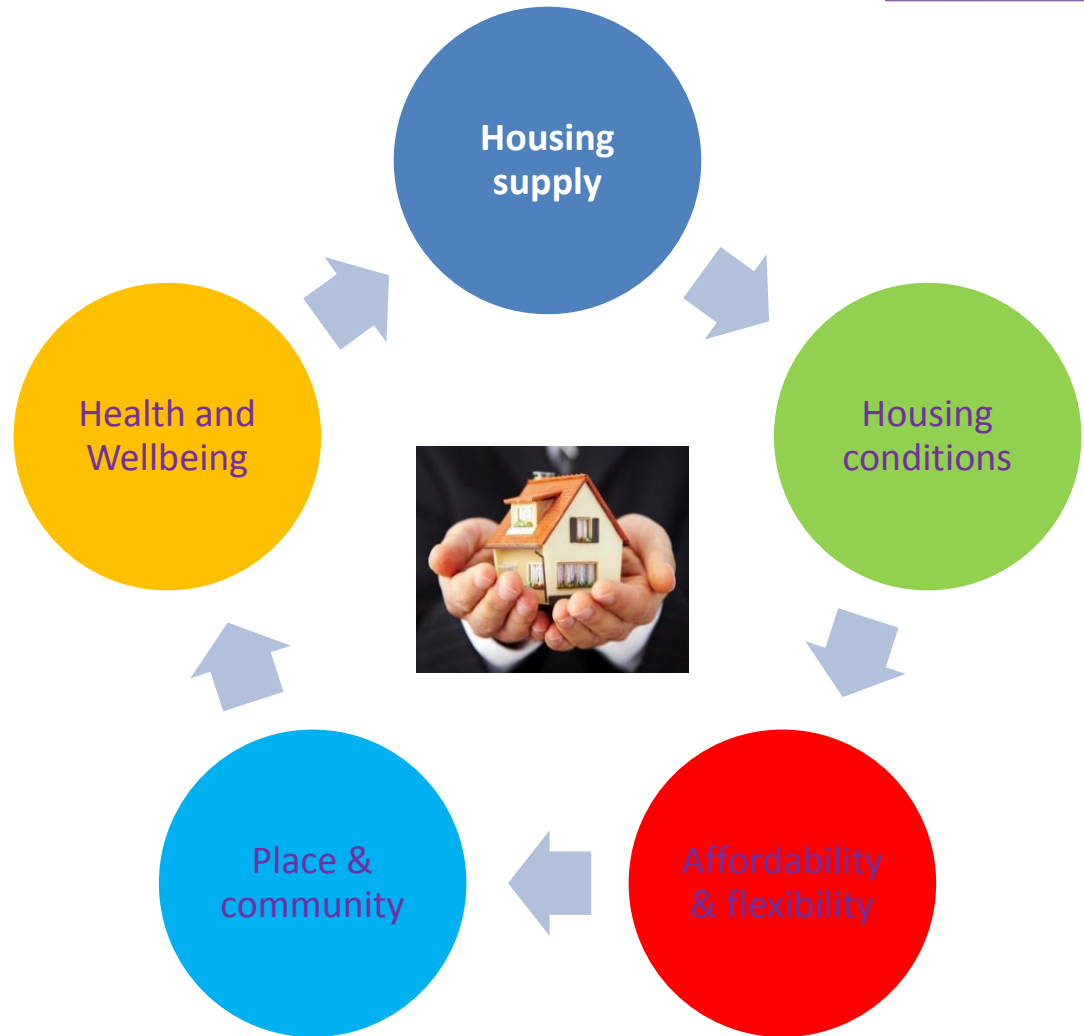 Housing
supply
Housing
conditions
Affordability
& flexibility
Place &
community
Health and
Wellbeing